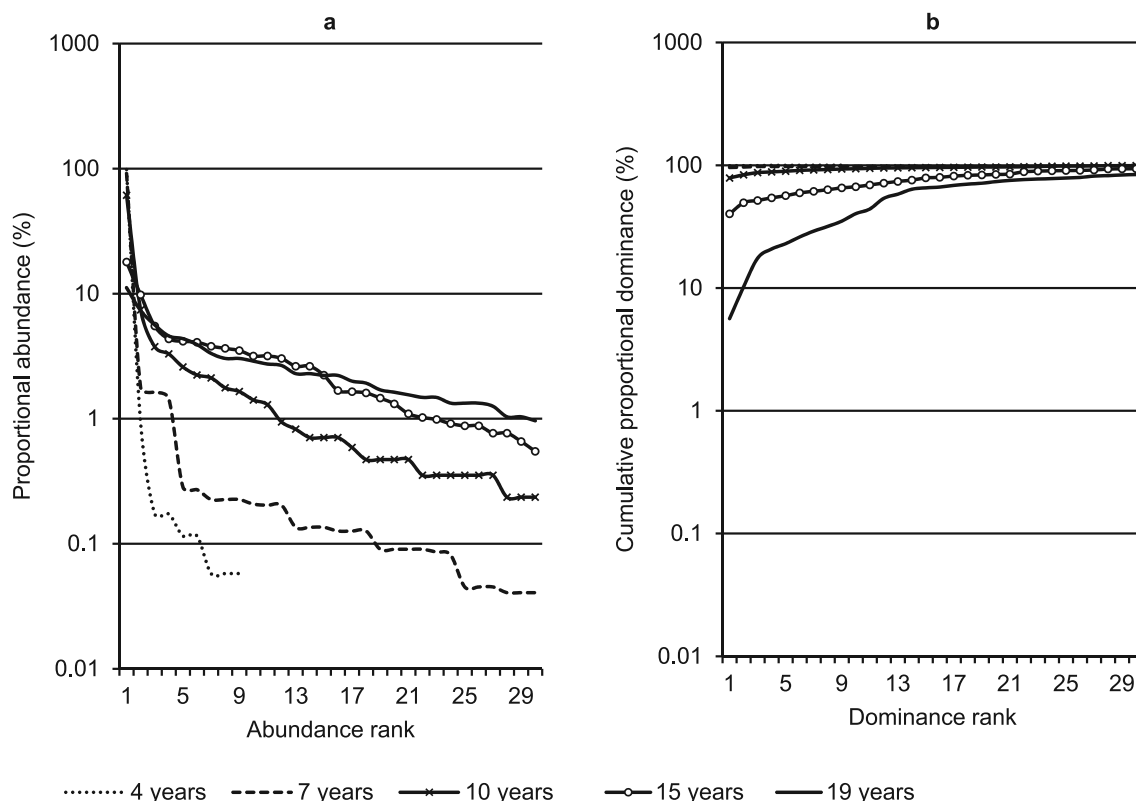 a
1000
100
10
1
0.1
0.01
Proportional abundance (%)
1 5 9 13 17 21 25 29
Abundance rank
b
1000
100
10
1
0.1
0.01
Cumulative proportional dominance (%)
1 5 9 13 17 21 25 29
Dominance rank
4 years 7 years 10 years 15 years 19 years